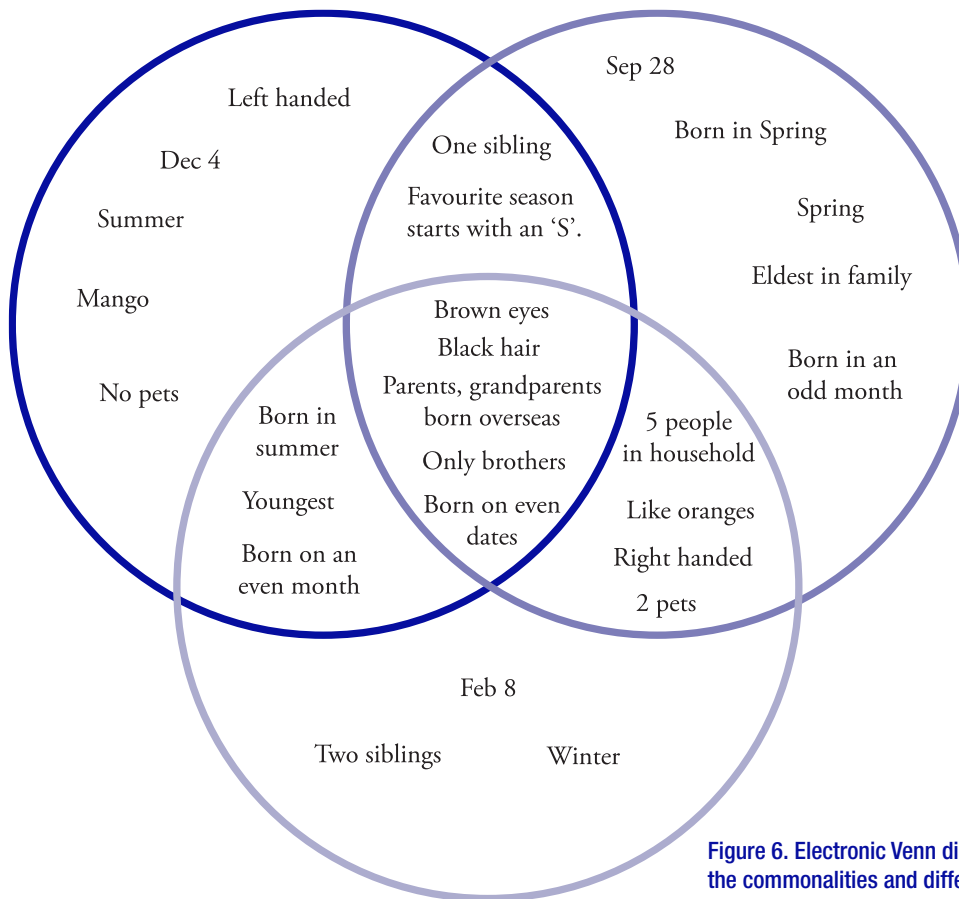 Left handed
Dec 4
Summer
Mango
No pets
One sibling
Favourite season
starts with an ‘S’.
Sep 28
Born in Spring
Spring
Eldest in family
Born in an
odd month
Brown eyes
Black hair
Parents, grandparents
born overseas
Only brothers
Born on even
dates
Born in
summer
Youngest
Born on an
even month
5 people
in household
Like oranges
Right handed
2 pets
Feb 8
Two siblings
Winter
Figure 6. Electronic Venn di
the commonalities and diffe